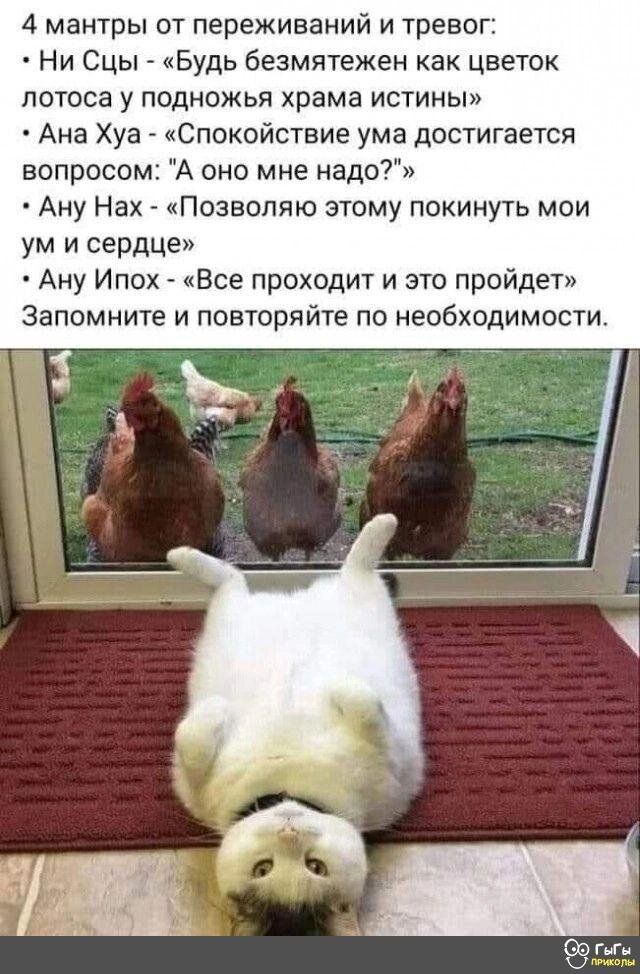 4 мантры от переживаний и тревог:
· Ни Сцы - «Будь безмятежен как цветок
лотоса у подножья храма истины»
· Ана Хуа - «Спокойствие ума достигается
вопросом: "А оно мне надо?"»
· Ану Нах - «Позволяю этому покинуть мои
ум и сердце»
· Ану Ипох - «Все проходит и это пройдет»
Запомните и повторяйте по необходимости.
ГыГы
приколы